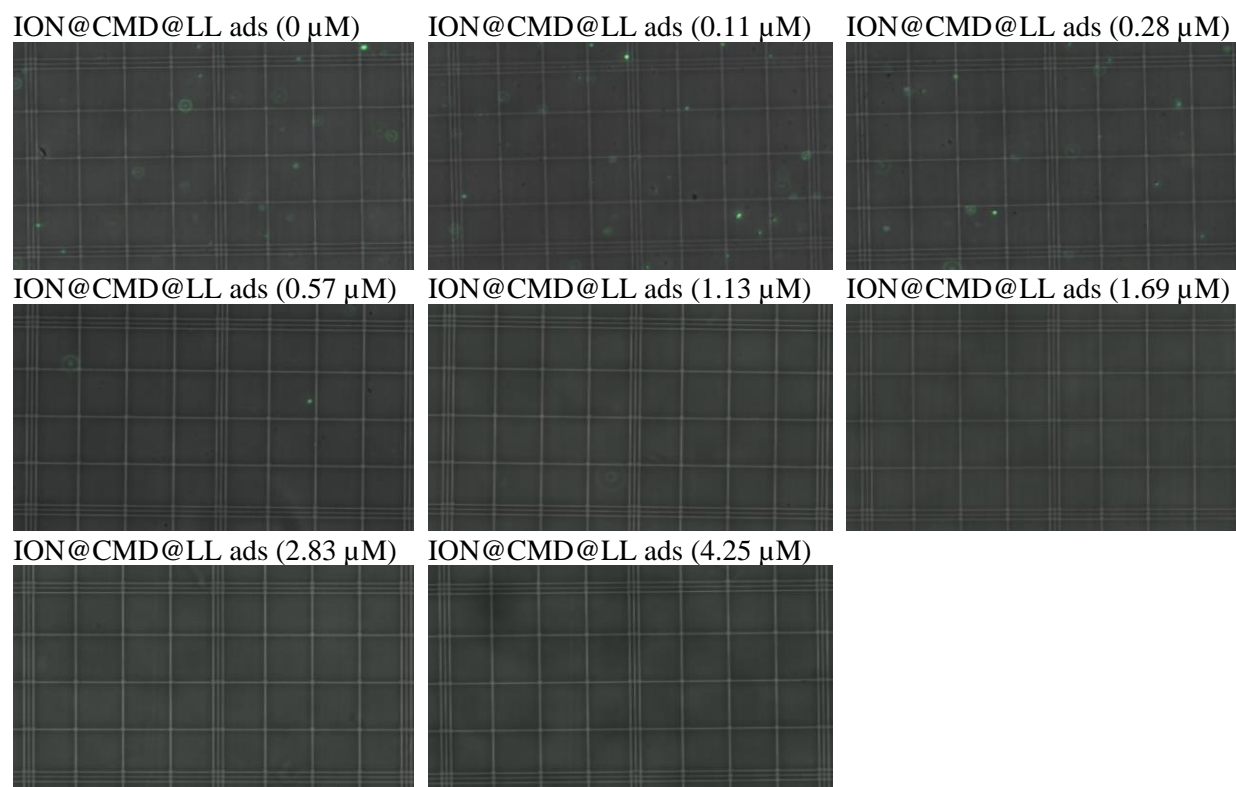 ION@CMD@LL ads (0 µM)
ION@CMD@LL ads (0.11 µM)
ION@CMD@LL ads (0.28 µM)
ION@CMD@LL ads (0.57 µM)
ION@CMD@LL ads (1.13 µM)
ION@CMD@LL ads (1.69 µM)
ION@CMD@LL ads (2.83 µM)
ION@CMD@LL ads (4.25 µM)